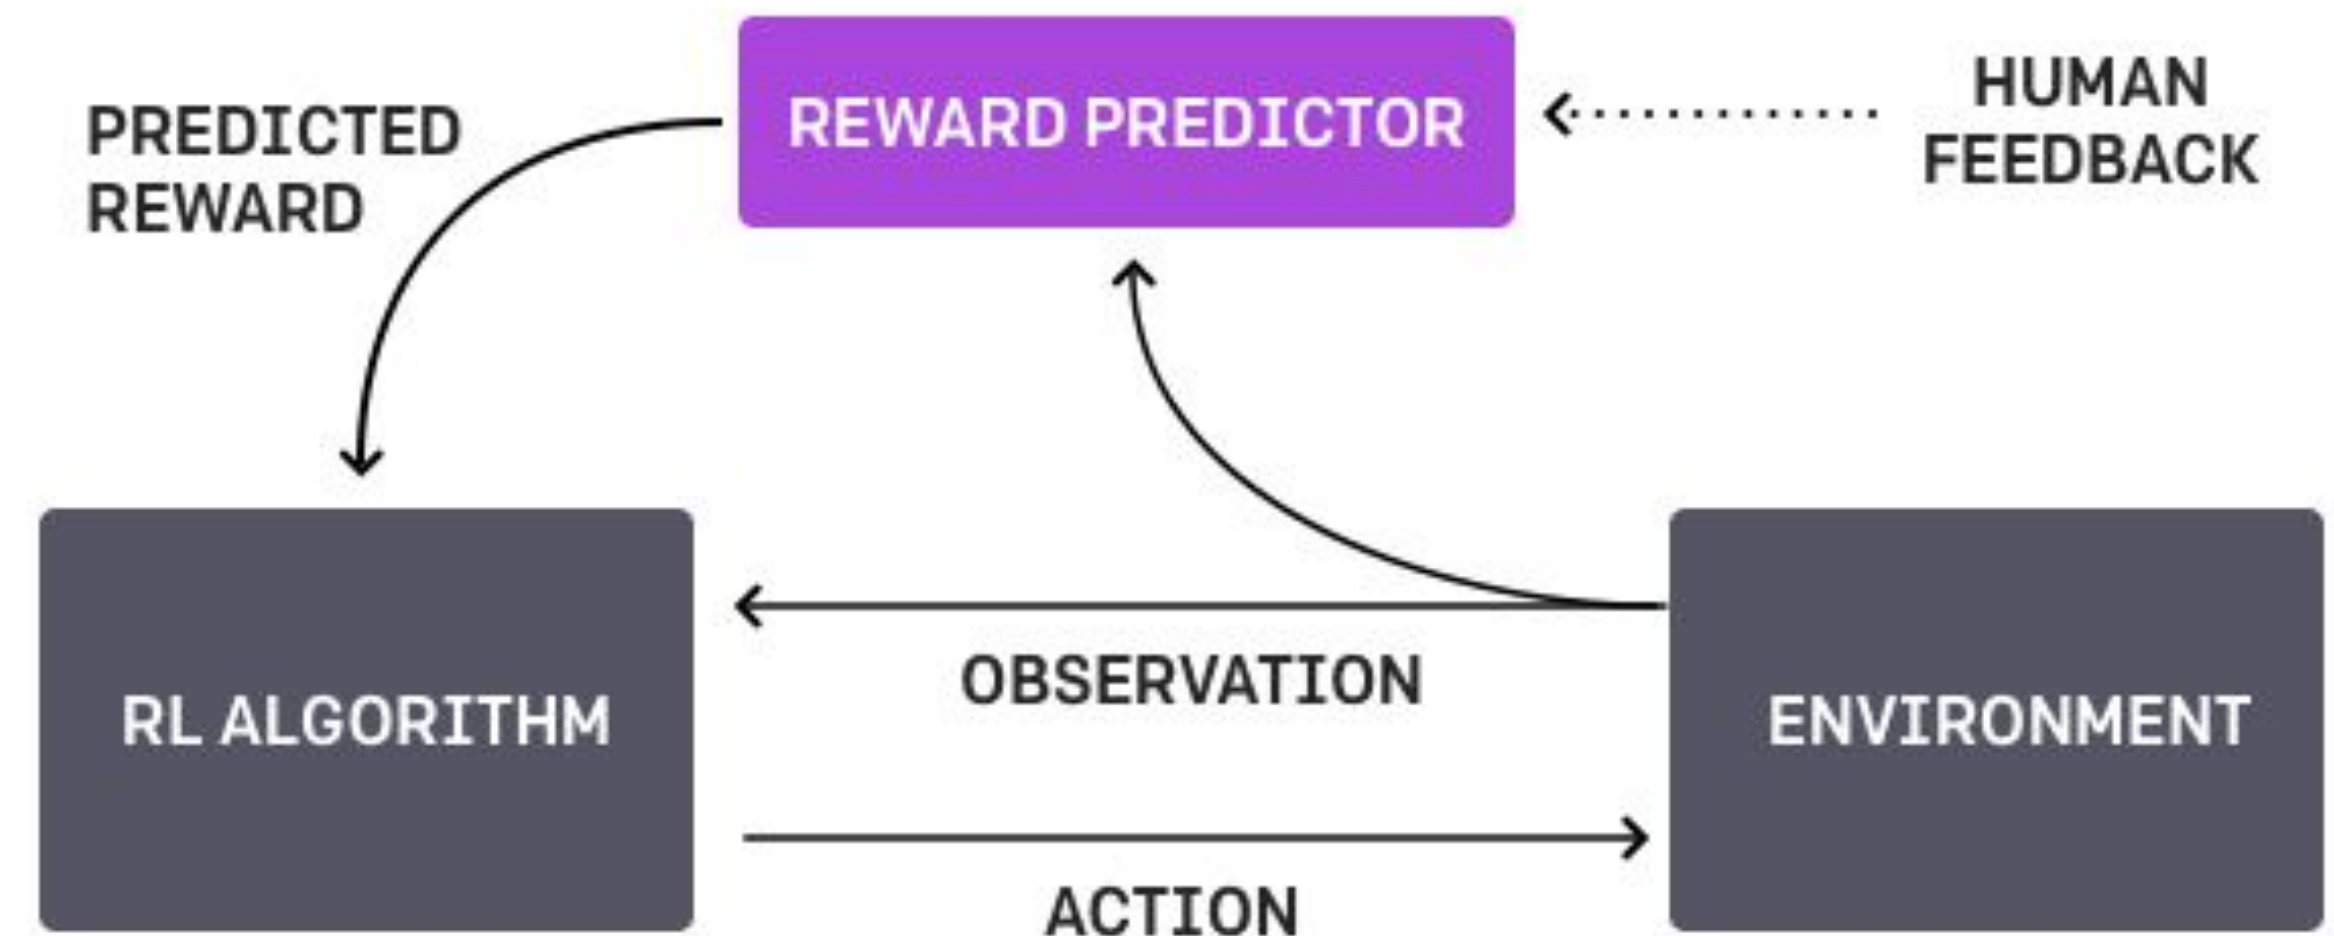 REWARD PREDICTOR
HUMAN
FEEDBACK
PREDICTED
REWARD
OBSERVATION
RL ALGORITHM
ENVIRONMENT
ACTION